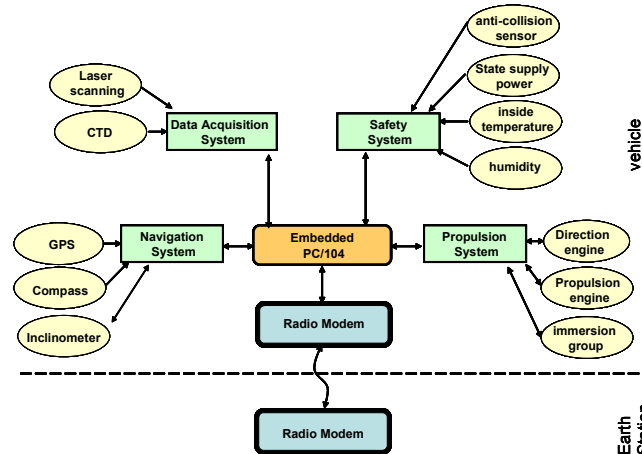 anti-collision
sensor
Laser
scanning
State supply
power
CTD
Data Acquisition
System
Safety
System
inside
temperature
humidity
vehicle
GPS
Navigation
System
Embedded
PC/104
Propulsion
System
Direction
engine
Compass
Propulsion
engine
Inclinometer
Radio Modem
immersion
group
Radio Modem
Earth
Station